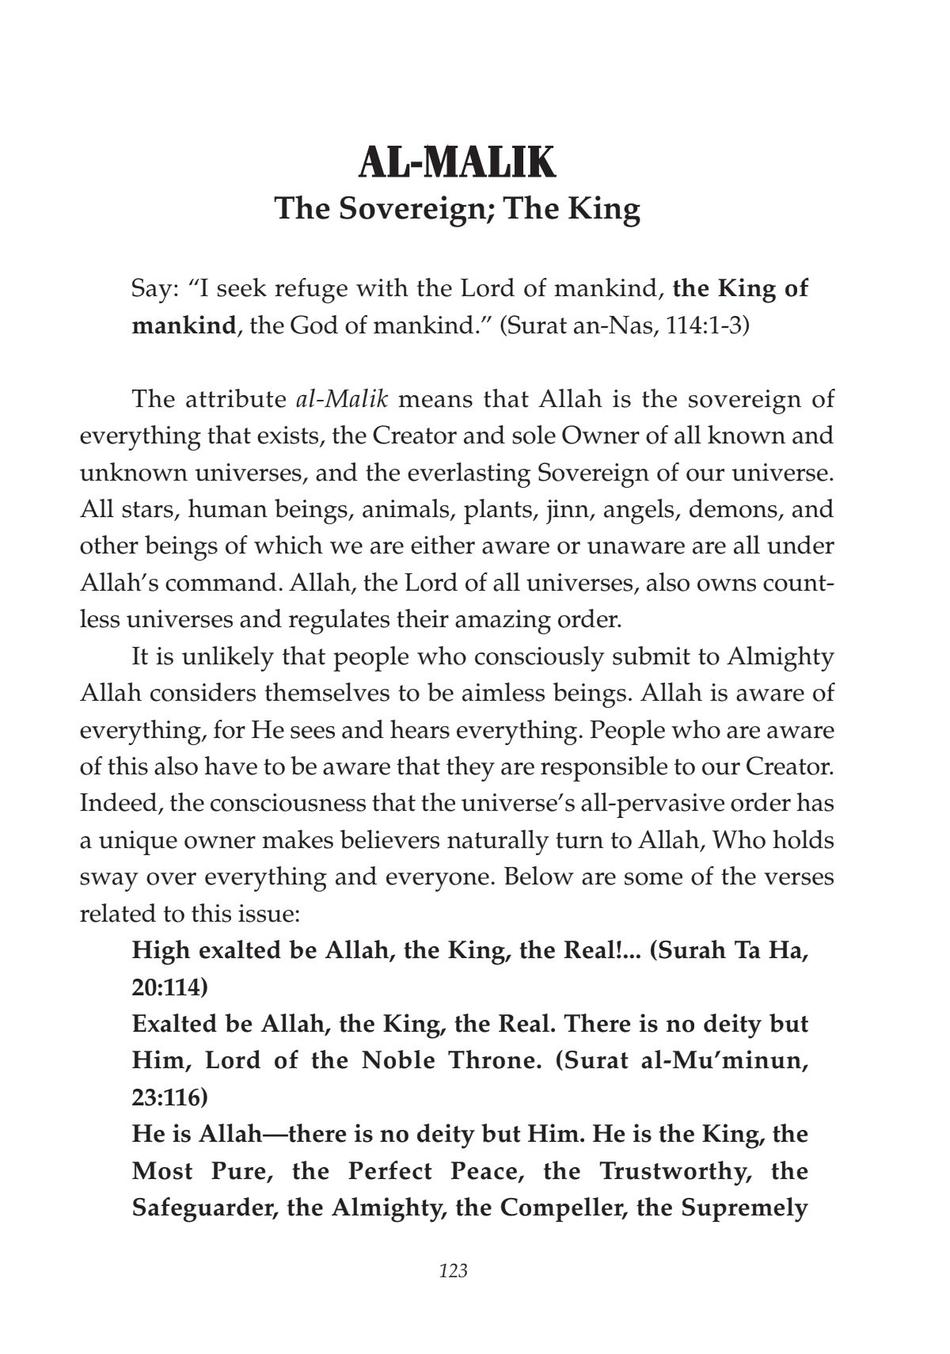 AL-MALIK
The Sovereign; The King
Say: “I seek refuge with the Lord of mankind, the King of
mankind, the God of mankind.” (Surat an-Nas, 114:1-3)
The attribute al-Malik means that Allah is the sovereign of
everything that exists, the Creator and sole Owner of all known and
unknown universes, and the everlasting Sovereign of our universe.
All stars, human beings, animals, plants, jinn, angels, demons, and
other beings of which we are either aware or unaware are all under
Allah’s command. Allah, the Lord of all universes, also owns count-
less universes and regulates their amazing order.
It is unlikely that people who consciously submit to Almighty
Allah considers themselves to be aimless beings. Allah is aware of
everything, for He sees and hears everything. People who are aware
of this also have to be aware that they are responsible to our Creator.
Indeed, the consciousness that the universe’s all-pervasive order has
a unique owner makes believers naturally turn to Allah, Who holds
sway over everything and everyone. Below are some of the verses
related to this issue:
High exalted be Allah, the King, the Real!... (Surah Ta Ha,
20:114)
Exalted be Allah, the King, the Real. There is no deity but
Him, Lord of the Noble Throne. (Surat al-Mu’minun,
23:116)
He is Allah—there is no deity but Him. He is the King, the
Most Pure, the Perfect Peace, the Trustworthy, the
Safeguarder, the Almighty, the Compeller, the Supremely
123